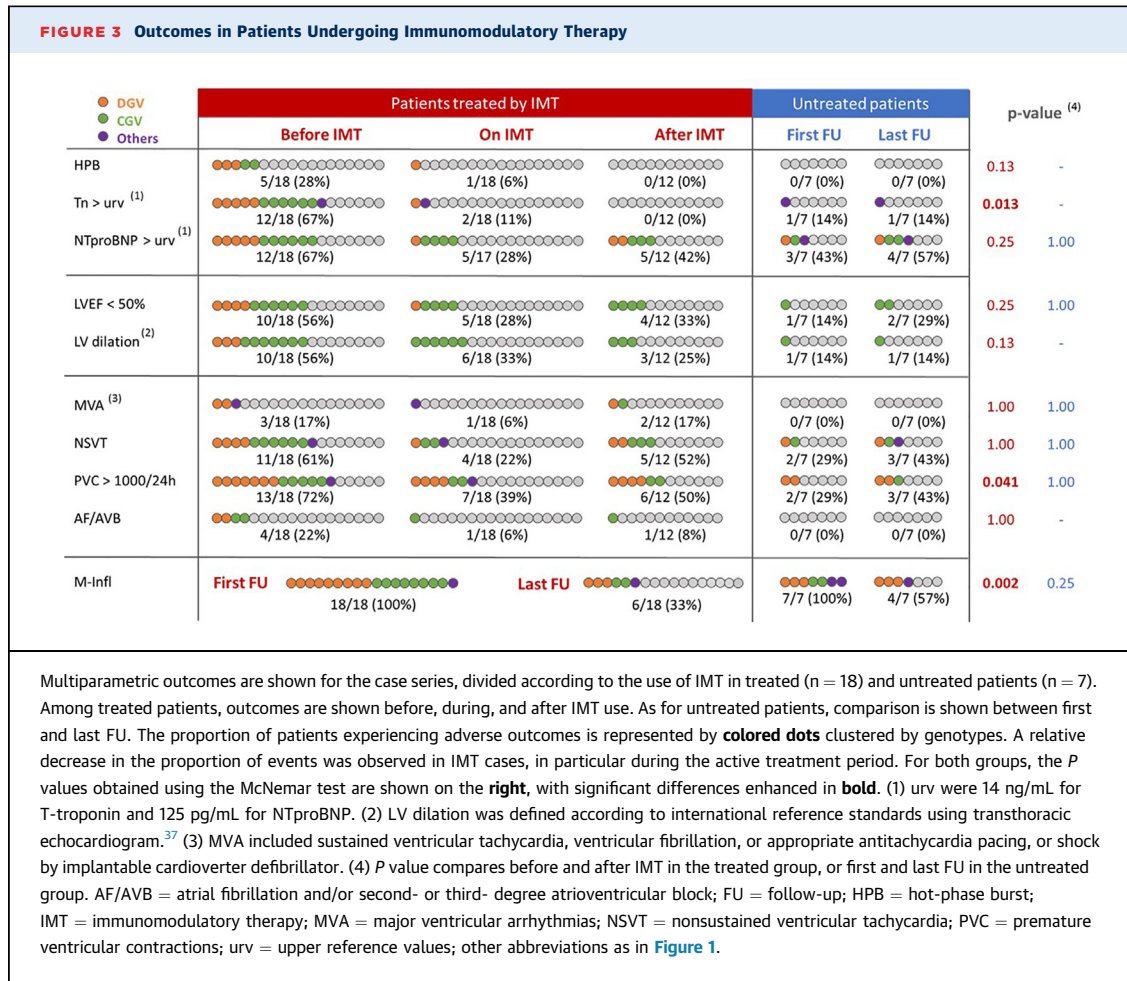 FIGURE 3 Outcomes in Patients Undergoing Immunomodulatory Therapy
DGV
CGV
Others
Patients treated by IMT
Untreated patients
p-value (4)
Before IMT On IMT After IMT First FU Last FU
HPB 0.13 -
5/18 (28%) 1/18 (6%) 0/12 (0%) 0/7 (0%) 0/7 (0%)
Tn > urv (1) 0.013 -
12/18 (67%) 2/18 (11%) 0/12 (0%) 1/7 (14%) 1/7 (14%)
NTproBNP > urv (1) 0.25 1.00
12/18 (67%) 5/17 (28%) 5/12 (42%) 3/7 (43%) 4/7 (57%)
LVEF < 50% 0.25 1.00
10/18 (56%) 5/18 (28%) 4/12 (33%) 1/7 (14%) 2/7 (29%)
LV dilation (2) 0.13 -
10/18 (56%) 6/18 (33%) 3/12 (25%) 1/7 (14%) 1/7 (14%)
MVA (3) 1.00 1.00
3/18 (17%) 1/18 (6%) 2/12 (17%) 0/7 (0%) 0/7 (0%)
NSVT 1.00 1.00
11/18 (61%) 4/18 (22%) 5/12 (52%) 2/7 (29%) 3/7 (43%)
PVC > 1000/24h 0.041 1.00
13/18 (72%) 7/18 (39%) 6/12 (50%) 2/7 (29%) 3/7 (43%)
AF/AVB 1.00 -
4/18 (22%) 1/18 (6%) 1/12 (8%) 0/7 (0%) 0/7 (0%)
M-Infl First FU Last FU 0.002 0.25
18/18 (100%) 6/18 (33%) 7/7 (100%) 4/7 (57%)
Multiparametric outcomes are shown for the case series, divided according to the use of IMT in treated (n = 18) and untreated patients (n = 7).
Among treated patients, outcomes are shown before, during, and after IMT use. As for untreated patients, comparison is shown between first
and last FU. The proportion of patients experiencing adverse outcomes is represented by colored dots clustered by genotypes. A relative
decrease in the proportion of events was observed in IMT cases, in particular during the active treatment period. For both groups, the P
values obtained using the McNemar test are shown on the right, with significant differences enhanced in bold. (1) urv were 14 ng/mL for
T-troponin and 125 pg/mL for NTproBNP. (2) LV dilation was defined according to international reference standards using transthoracic
echocardiogram.37 (3) MVA included sustained ventricular tachycardia, ventricular fibrillation, or appropriate antitachycardia pacing, or shock
by implantable cardioverter defibrillator. (4) P value compares before and after IMT in the treated group, or first and last FU in the untreated
group. AF/AVB = atrial fibrillation and/or second- or third- degree atrioventricular block; FU = follow-up; HPB = hot-phase burst;
IMT = immunomodulatory therapy; MVA = major ventricular arrhythmias; NSVT = nonsustained ventricular tachycardia; PVC = premature
ventricular contractions; urv = upper reference values; other abbreviations as in Figure 1.